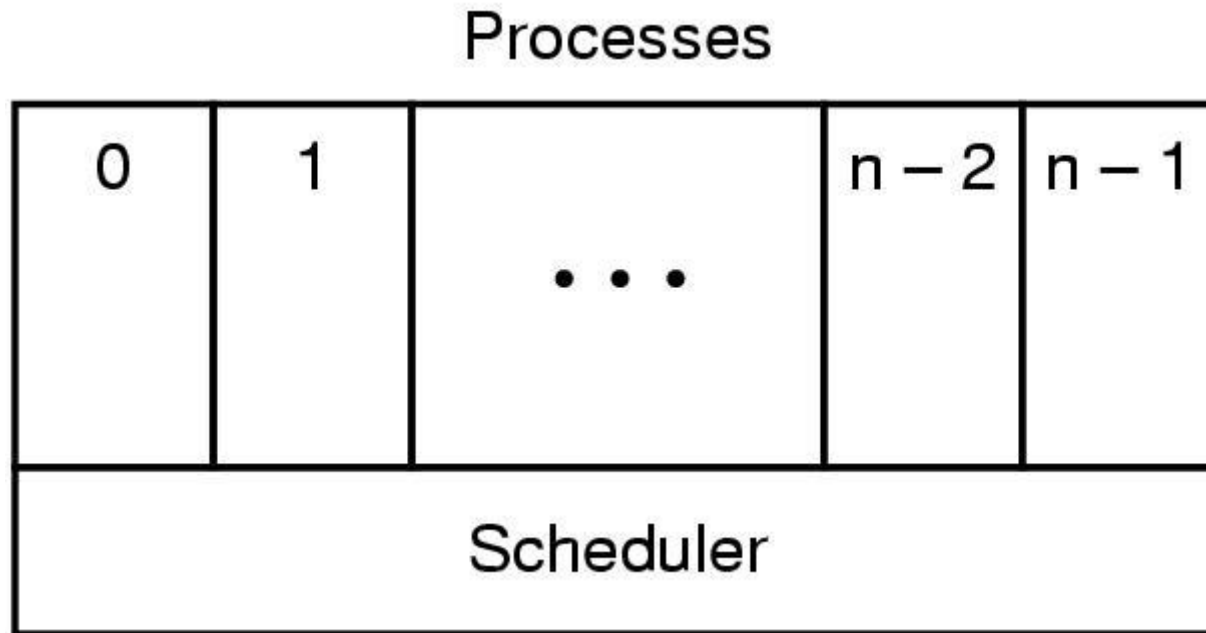 Processes
0 1 • • • n – 2 n – 1
Scheduler